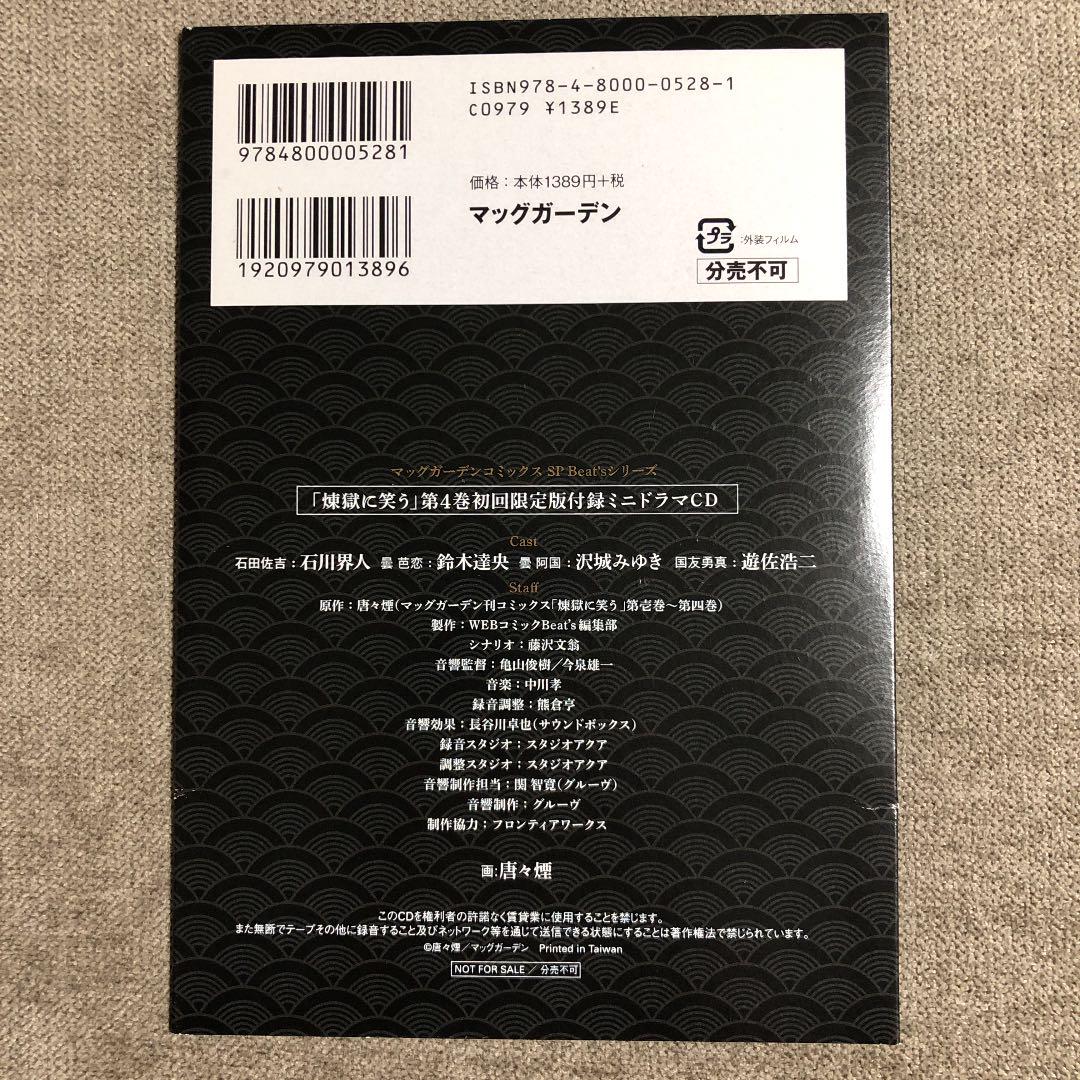 ISBN978-4-8000-0528-1
C0979 ¥1389E
9784800005281
価格：本体1389円+税
マッグガーデン
プラ
：外装フィルム
1920979013896
分売不可
マッグガーデンコミックス SP Beat'sシリーズ
「煉獄に笑う」第4巻初回限定版付録ミニドラマCD
Cast
石田佐吉：石川界人 曇 芭恋：鈴木達央 曇 阿国：沢城みゆき 国友勇真：遊佐浩二
Staff
原作：唐々煙（マッグガーデン刊コミックス「煉獄に笑う」第壱巻～第四巻）
製作：WEBコミックBeat's編集部
シナリオ：藤沢文翁
音響監督：亀山俊樹／今泉雄一
音楽：中川孝
録音調整：熊倉亨
音響効果：長谷川卓也（サウンドボックス）
録音スタジオ：スタジオアクア
調整スタジオ：スタジオアクア
音響制作担当：関 智寛（グルーヴ）
音響制作：グルーヴ
制作協力：フロンティアワークス
画：唐々煙
このCDを権利者の許諾なく賃貸業に使用することを禁じます。
また無断でテープその他に録音すること及びネットワーク等を通じて送信できる状態にすることは著作権法で禁じられています。
©唐々煙／マッグガーデン Printed in Taiwan
NOT FOR SALE ／ 分売不可